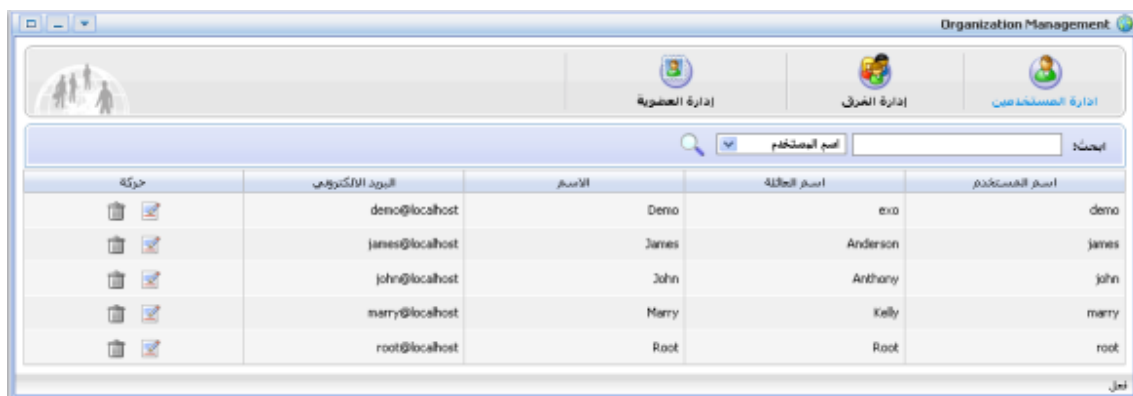 Organization Management
ادارة المستخدمين إدارة الفرق إدارة العضوية
ابحث: اسم المستخدم
اسم المستخدم اسم العائلة الاسم البريد الالكتروني حركة
demo exo Demo demo@localhost
james Anderson James james@localhost
john Anthony John john@localhost
marry Kelly Marry marry@localhost
root Root Root root@localhost
فعل